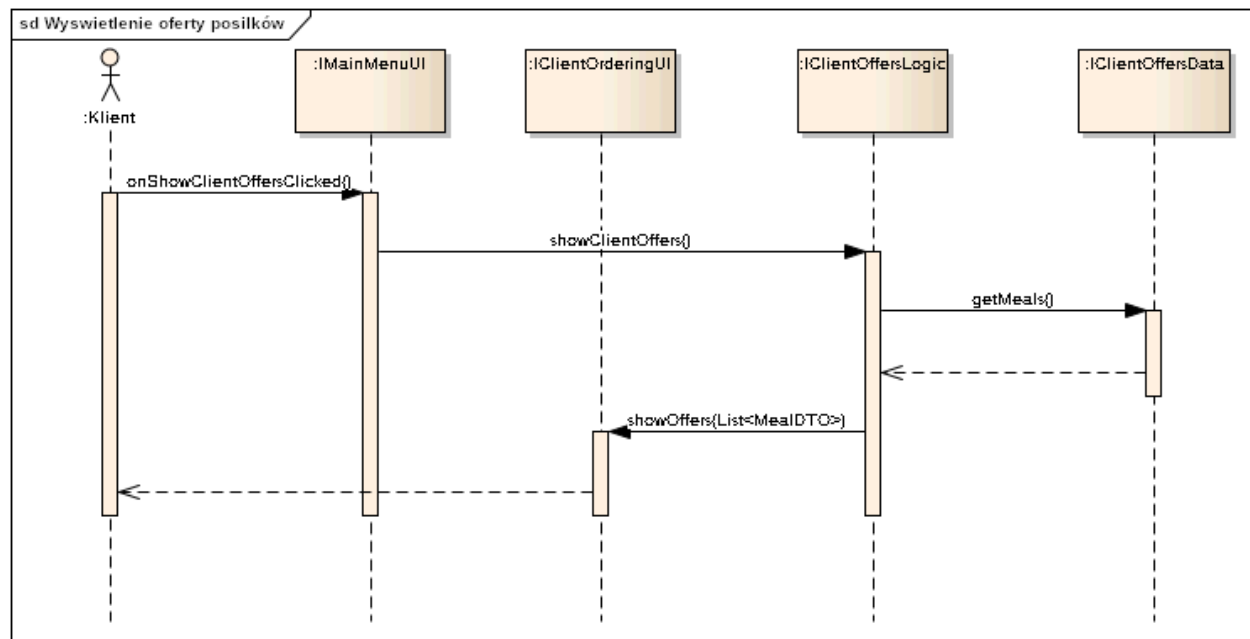 sd Wyswietlenie oferty posilków
:Klient
:IMainMenuUI
:IClientOrderingUI
:IClientOffersLogic
:IClientOffersData
onShowClientOffersClicked()
showClientOffers()
getMeals()
showOffers(List<MealDTO>)